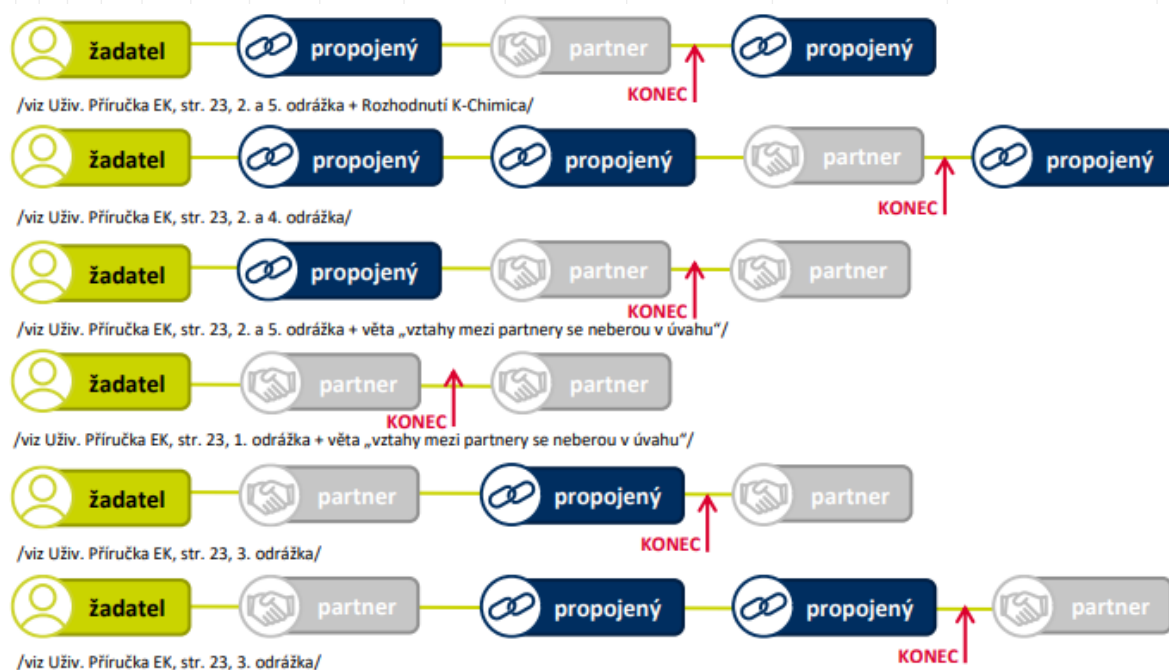 žadatel propojený partner propojený
KONEC
/viz Uživ. Příručka EK, str. 23, 2. a 5. odrážka + Rozhodnutí K-Chimica/
žadatel propojený propojený partner propojený
KONEC
/viz Uživ. Příručka EK, str. 23, 2. a 4. odrážka/
žadatel propojený partner partner
KONEC
/viz Uživ. Příručka EK, str. 23, 2. a 5. odrážka + věta „vztahy mezi partnery se neberou v úvahu“/
žadatel partner partner
KONEC
/viz Uživ. Příručka EK, str. 23, 1. odrážka + věta „vztahy mezi partnery se neberou v úvahu“/
žadatel partner propojený partner
KONEC
/viz Uživ. Příručka EK, str. 23, 3. odrážka/
žadatel partner propojený propojený partner
KONEC
/viz Uživ. Příručka EK, str. 23, 3. odrážka/